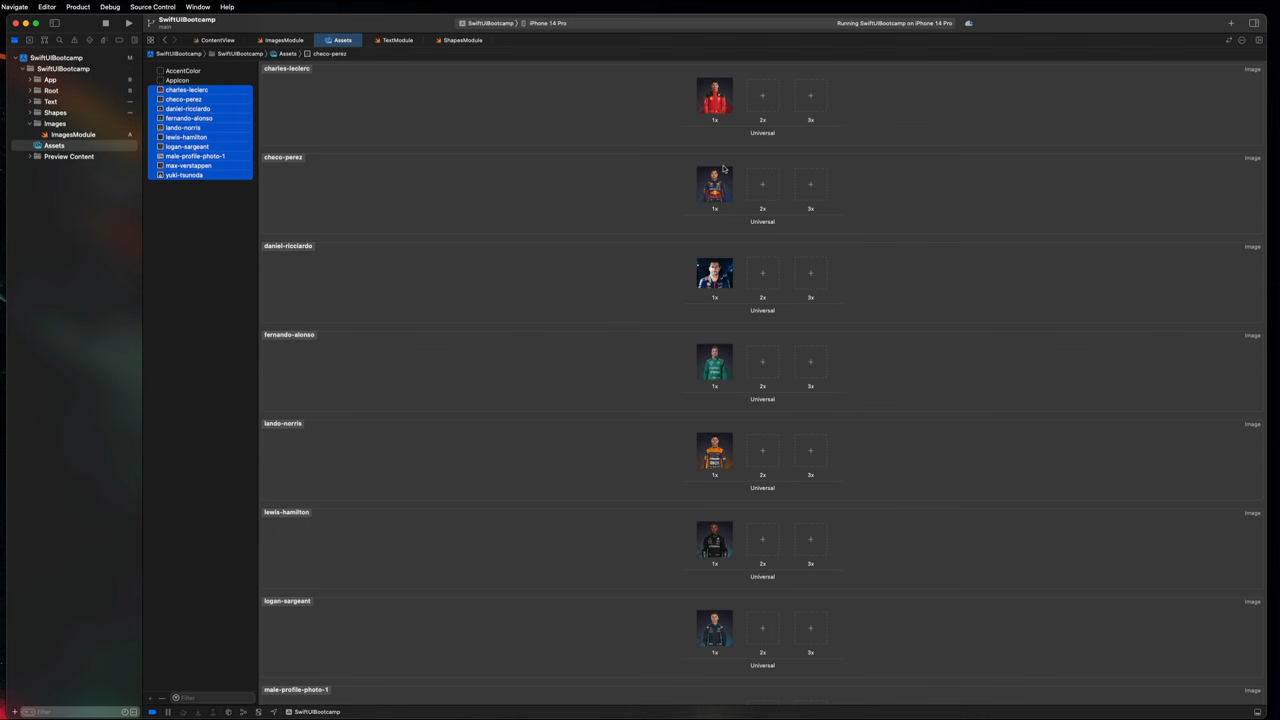 Navigate Editor Product Debug Source Control Window Help
SwiftUIBootcamp
main
SwiftUIBootcamp 〉 iPhone 14 Pro
Running SwiftUIBootcamp on iPhone 14 Pro
ContentView
ImagesModule
Assets
TextModule
ShapesModule
SwiftUIBootcamp 〉 SwiftUIBootcamp 〉 Assets 〉 checo-perez
SwiftUIBootcamp M
SwiftUIBootcamp
App R
Root R
Text
Shapes
Images
ImagesModule A
Assets
Preview Content
AccentColor
AppIcon
charles-leclerc
checo-perez
daniel-ricciardo
fernando-alonso
lando-norris
lewis-hamilton
logan-sargeant
male-profile-photo-1
max-verstappen
yuki-tsunoda
charles-leclerc Image
1x 2x 3x
Universal
checo-perez Image
1x 2x 3x
Universal
daniel-ricciardo Image
1x 2x 3x
Universal
fernando-alonso Image
1x 2x 3x
Universal
lando-norris Image
1x 2x 3x
Universal
lewis-hamilton Image
1x 2x 3x
Universal
logan-sargeant Image
1x 2x 3x
Universal
male-profile-photo-1 Image
Filter
Filter
SwiftUIBootcamp